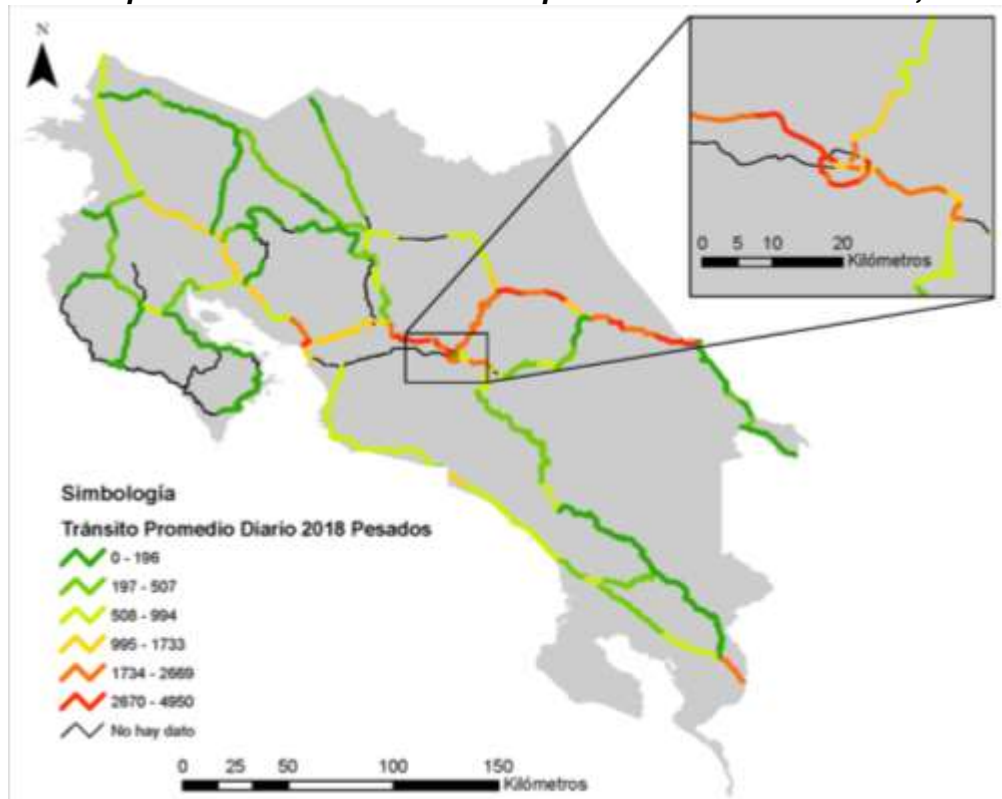 N
0 5 10 20
Kilómetros
Simbología
Tránsito Promedio Diario 2018 Pesados
0 - 196
197 - 507
508 - 994
995 - 1733
1734 - 2669
2670 - 4950
No hay dato
0 25 50 100 150
Kilómetros